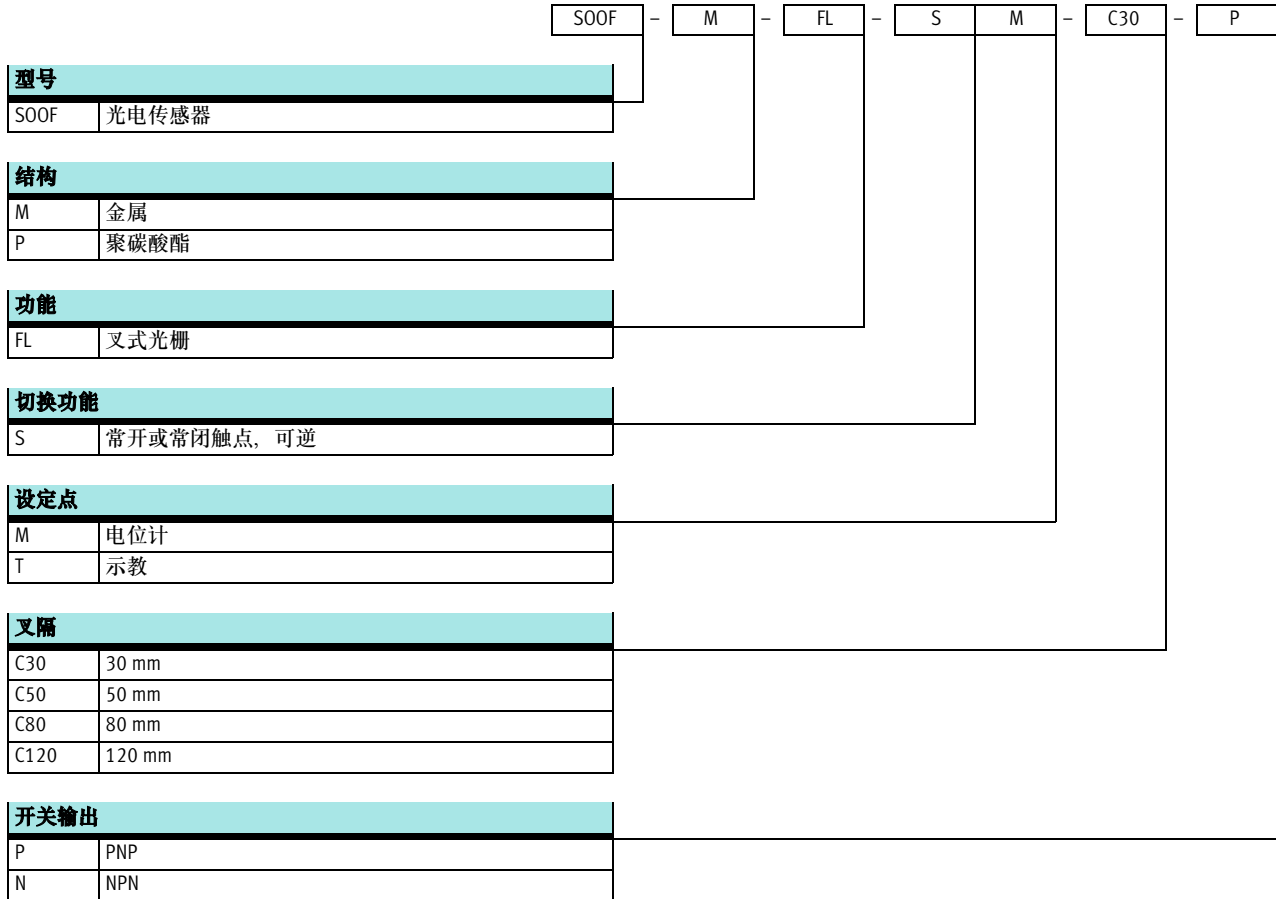 SOOF – M – FL – S M – C30 – P
型号
SOOF 光电传感器
结构
M 金属
P 聚碳酸酯
功能
FL 叉式光栅
切换功能
S 常开或常闭触点，可逆
设定点
M 电位计
T 示教
叉隔
C30 30 mm
C50 50 mm
C80 80 mm
C120 120 mm
开关输出
P PNP
N NPN